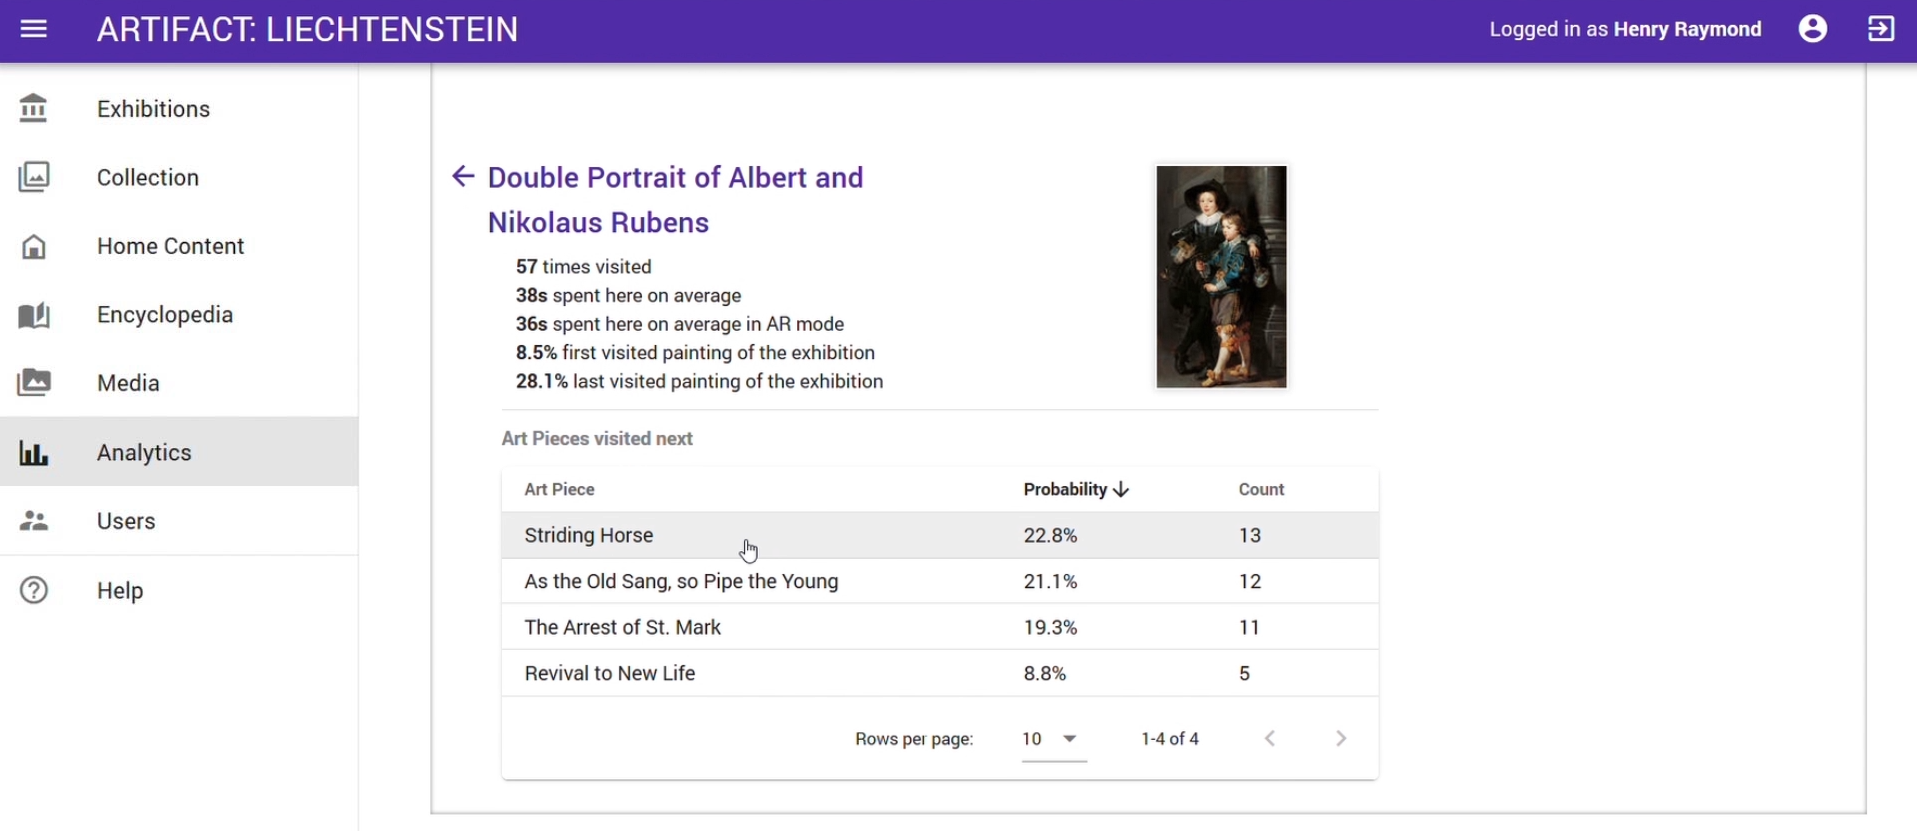 ARTIFACT: LIECHTENSTEIN
Logged in as Henry Raymond
Exhibitions
Collection
Home Content
Encyclopedia
Media
Analytics
Users
Help
Double Portrait of Albert and
Nikolaus Rubens
57 times visited
38s spent here on average
36s spent here on average in AR mode
8.5% first visited painting of the exhibition
28.1% last visited painting of the exhibition
Art Pieces visited next
Art Piece Probability Count
Striding Horse 22.8% 13
As the Old Sang, so Pipe the Young 21.1% 12
The Arrest of St. Mark 19.3% 11
Revival to New Life 8.8% 5
Rows per page: 10 1-4 of 4